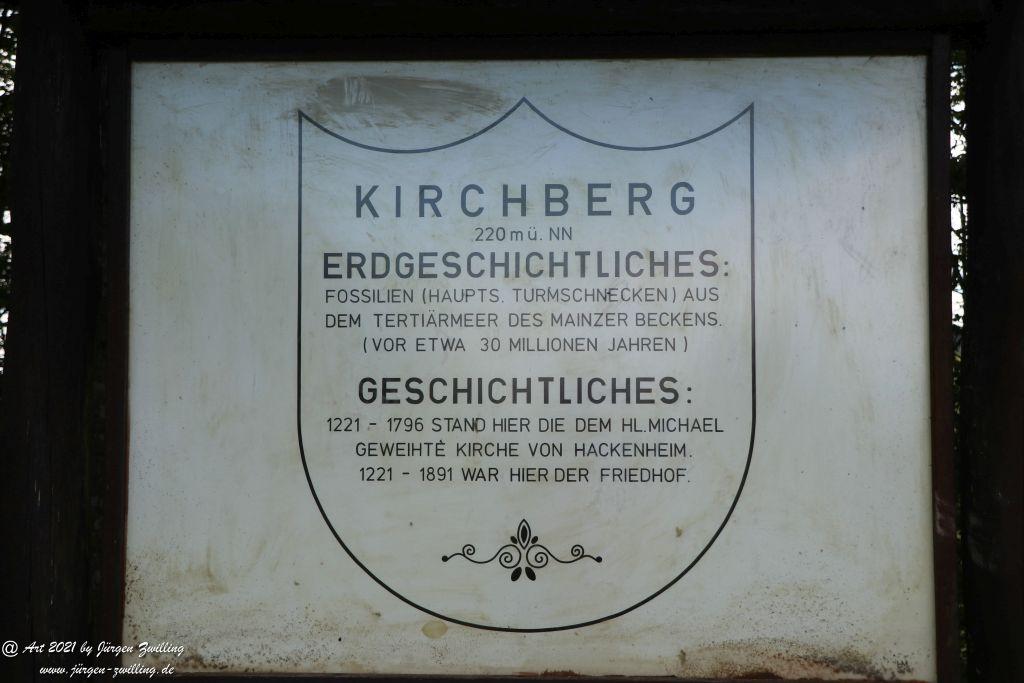 KIRCHBERG
220 mü. NN
ERDGESCHICHTLICHES:
FOSSILIEN (HAUPTS. TURMSCHNECKEN) AUS
DEM TERTIÄRMEER DES MAINZER BECKENS.
(VOR ETWA 30 MILLIONEN JAHREN)
GESCHICHTLICHES:
1221 - 1796 STAND HIER DIE DEM HL. MICHAEL
GEWEIHTE KIRCHE VON HACKENHEIM.
1221 - 1891 WAR HIER DER FRIEDHOF.
@ Art 2021 by Jürgen Zwilling
www.jürgen-zwilling.de